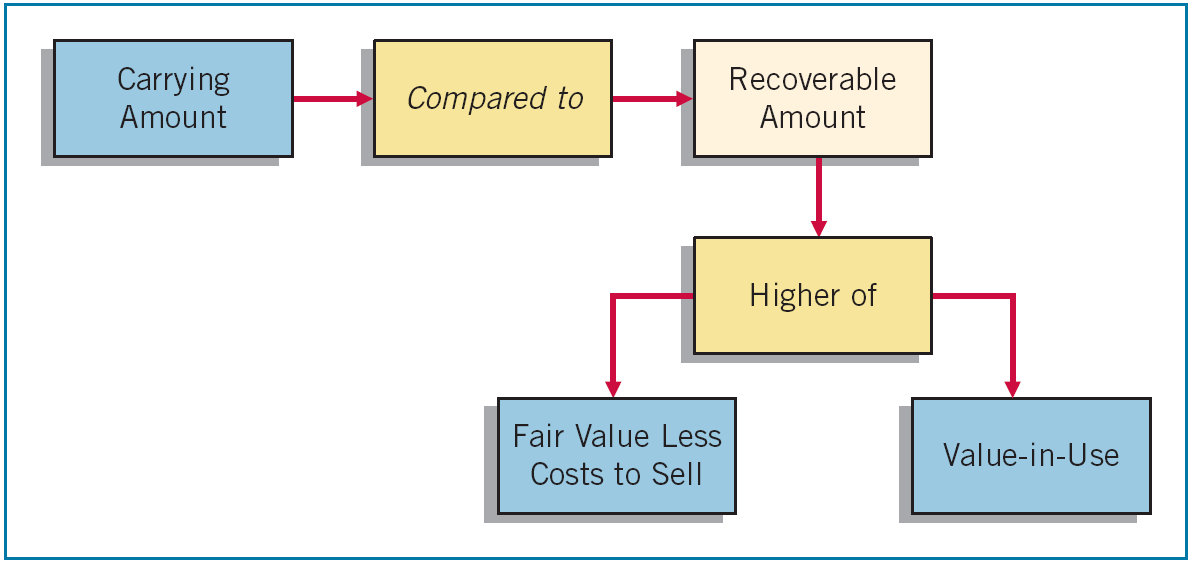 Carrying
Amount
Compared to
Recoverable
Amount
Higher of
Fair Value Less
Costs to Sell
Value-in-Use